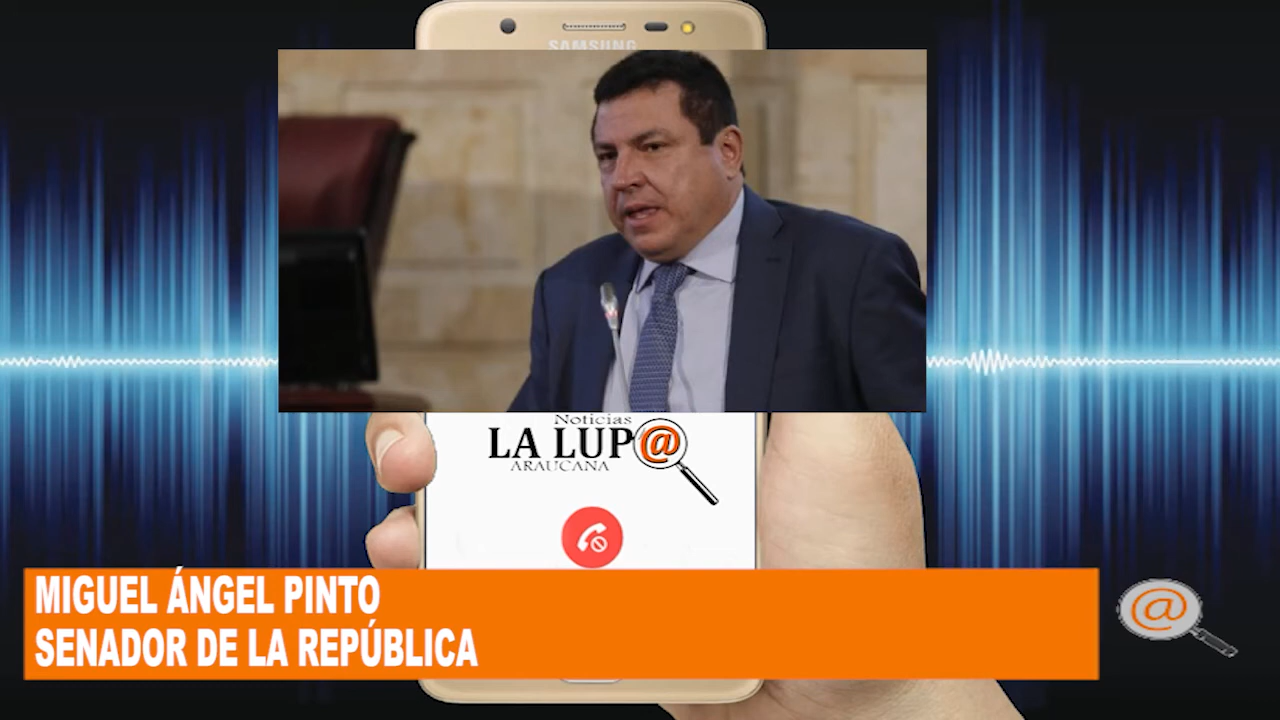 SAMSUNG
Noticias
LA LUP@
ARAUCANA
MIGUEL ÁNGEL PINTO
SENADOR DE LA REPÚBLICA
@